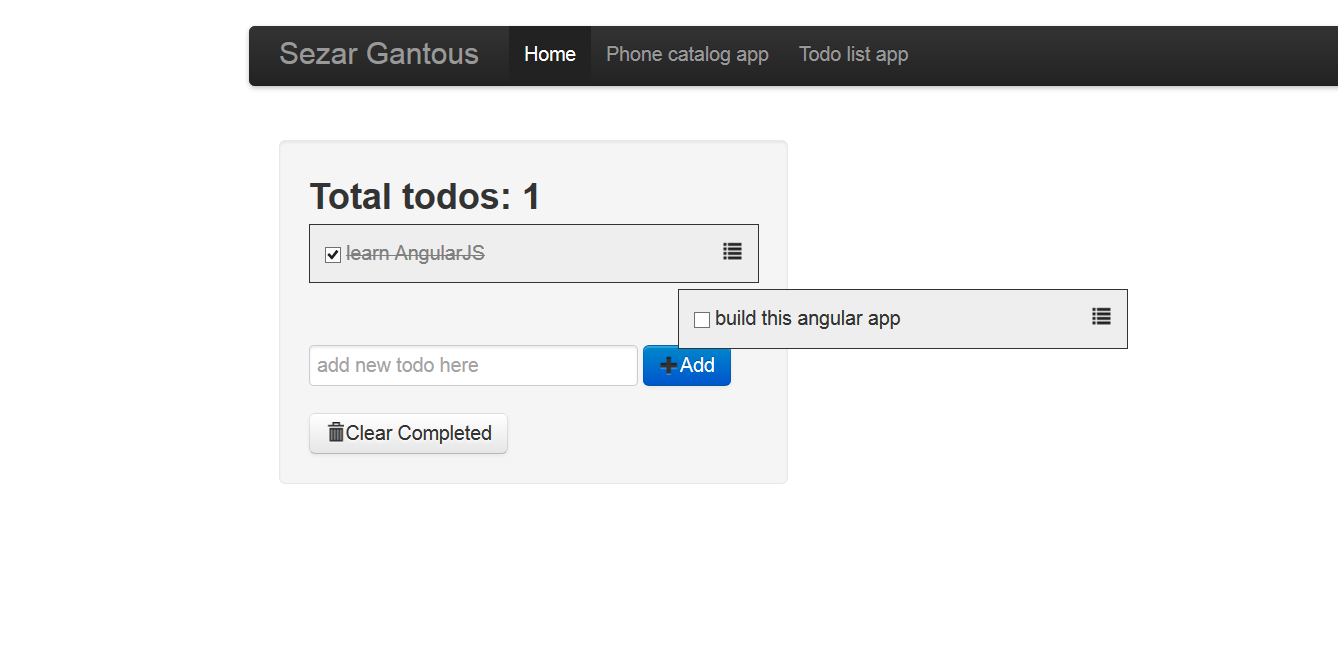 Sezar Gantous Home Phone catalog app Todo list app
Total todos: 1
learn AngularJS
build this angular app
add new todo here Add
Clear Completed